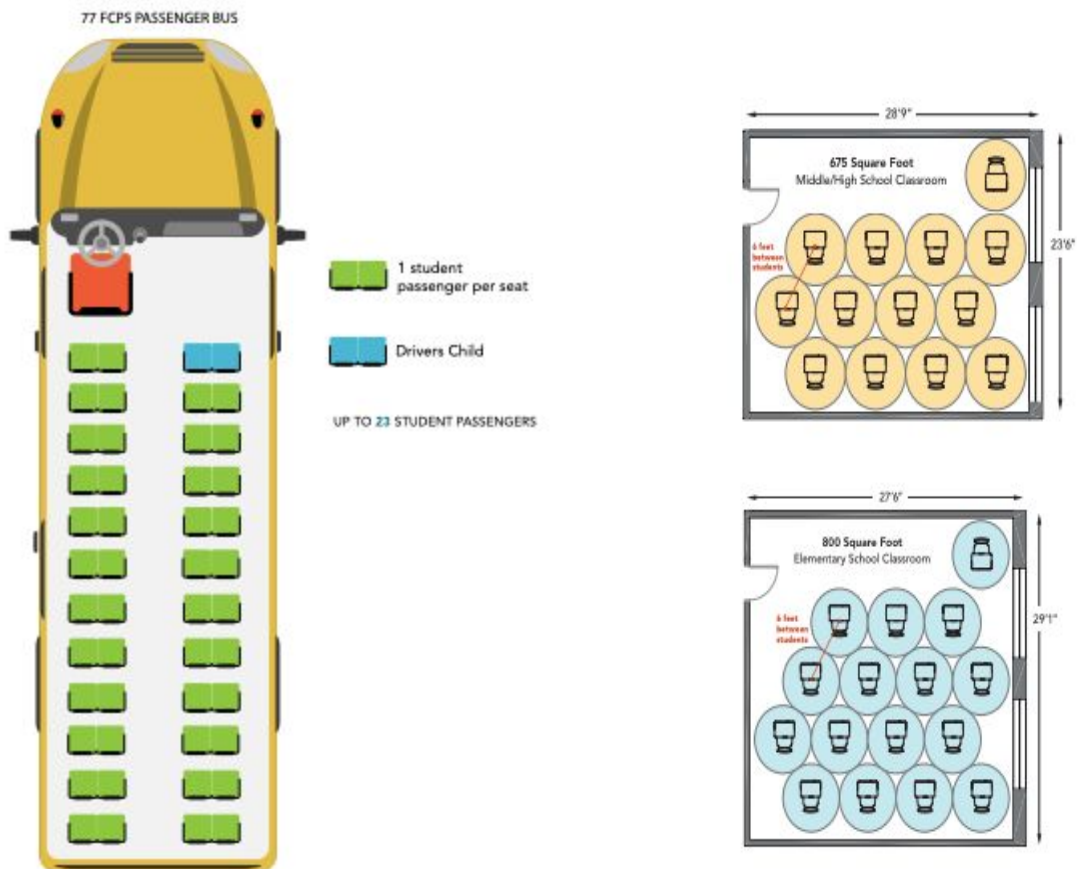 77 FCPS PASSENGER BUS
1 student
passenger per seat
Drivers Child
UP TO 23 STUDENT PASSENGERS
28'9"
675 Square Foot
Middle/High School Classroom
6 feet
between
students
23'6"
27'6"
800 Square Foot
Elementary School Classroom
6 feet
between
students
29'1"